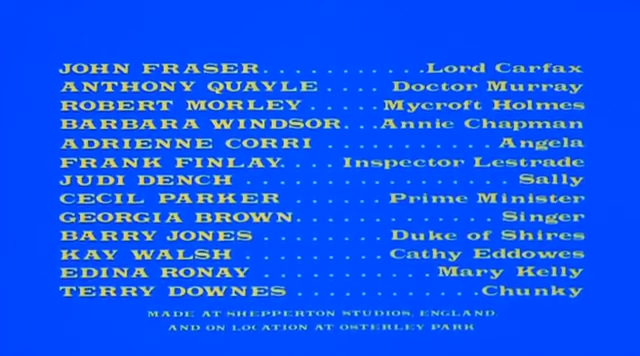 JOHN FRASER. . . . . . . . . . . .Lord Carfax
ANTHONY QUAYLE . . . . Doctor Murray
ROBERT MORLEY . . . . . Mycroft Holmes
BARBARA WINDSOR. . .Annie Chapman
ADRIENNE CORRI . . . . . . . . . . . Angela
FRANK FINLAY. . . . Inspector Lestrade
JUDI DENCH . . . . . . . . . . . . . . . . Sally
CECIL PARKER . . . . . . Prime Minister
GEORGIA BROWN. . . . . . . . . . . . . Singer
BARRY JONES . . . . . . . Duke of Shires
KAY WALSH . . . . . . . . Cathy Eddowes
EDINA RONAY . . . . . . . . . . Mary Kelly
TERRY DOWNES . . . . . . . . . . .Chunky
MADE AT SHEPPERTON STUDIOS, ENGLAND.
AND ON LOCATION AT OSTERLEY PARK